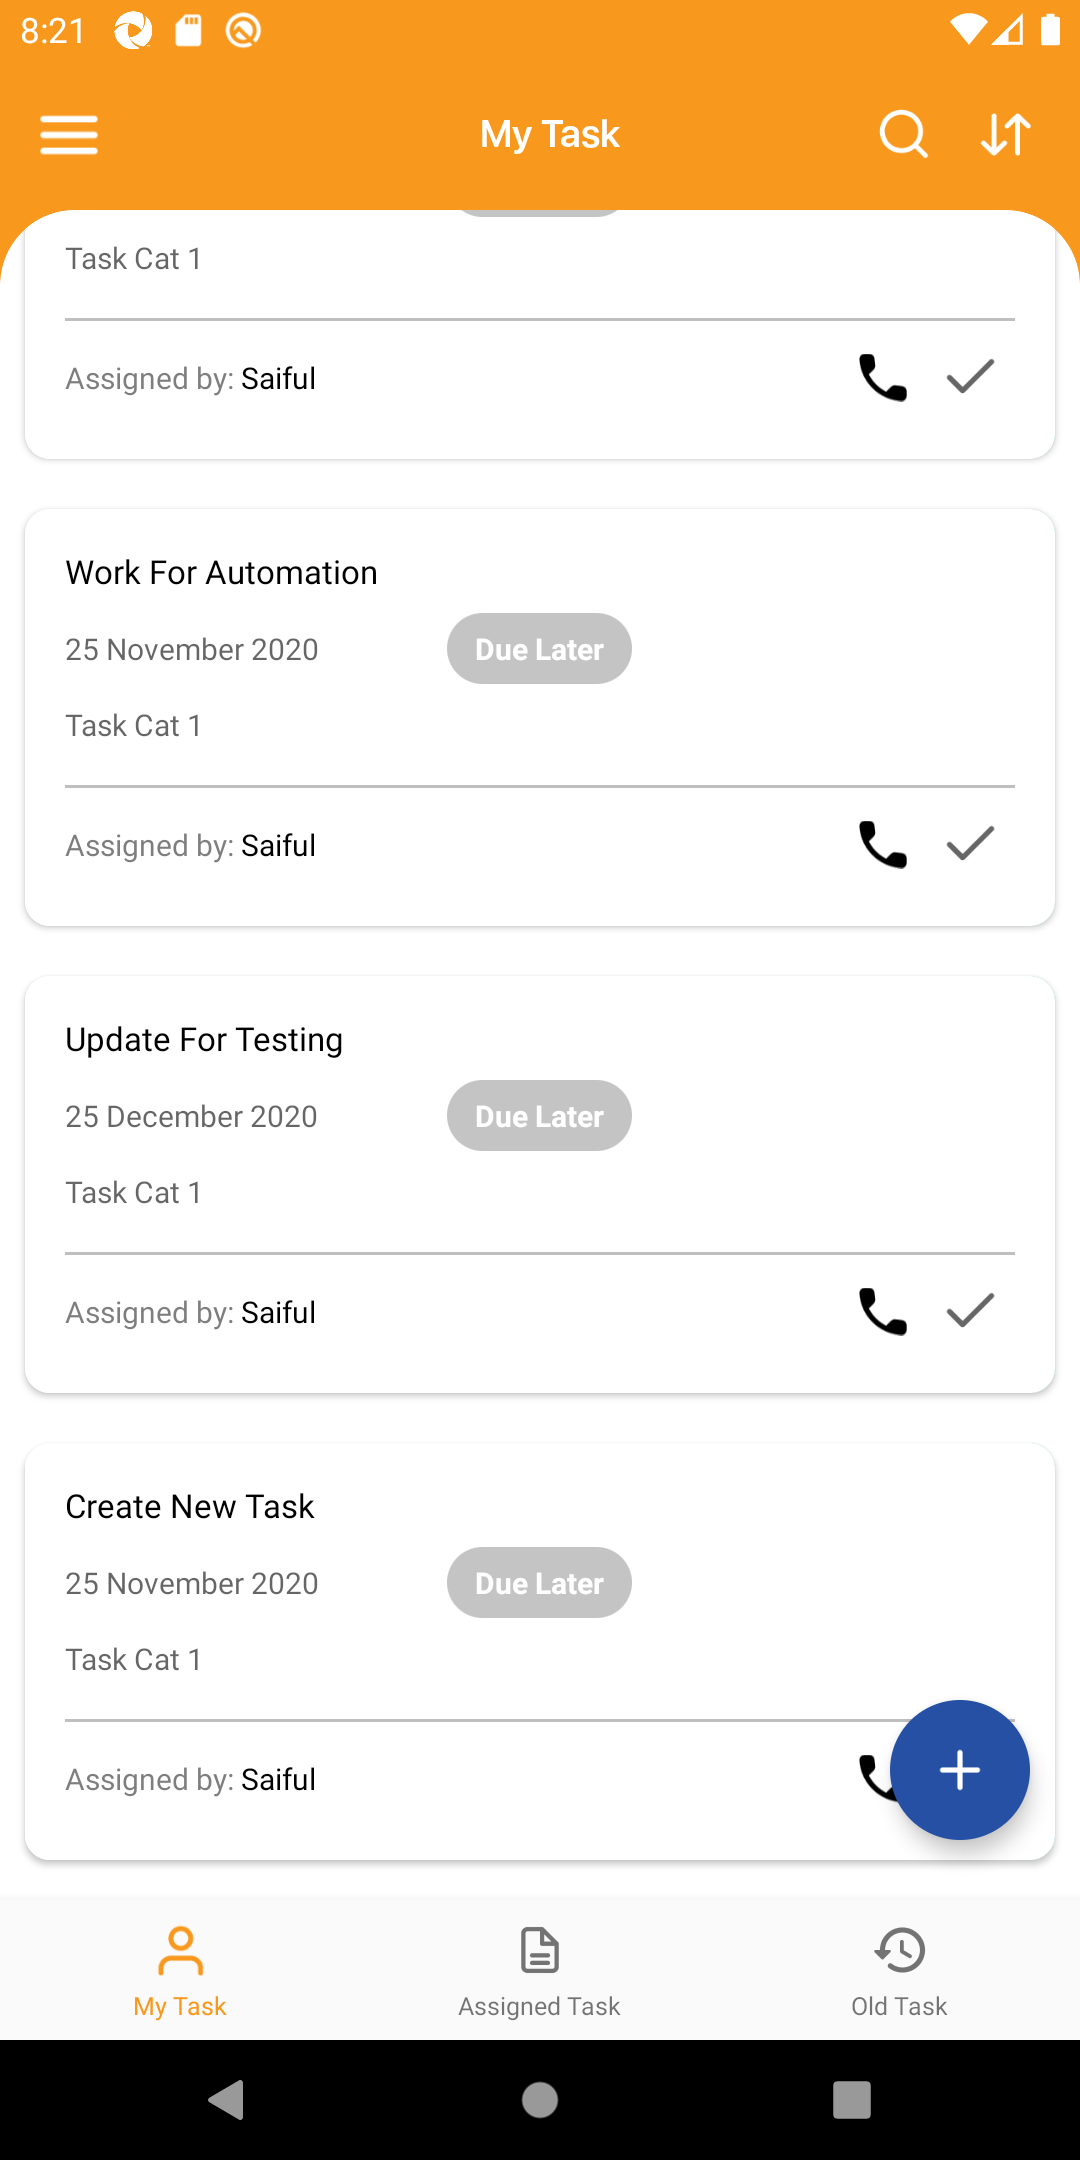 8:21
My Task
Task Cat 1
Assigned by: Saiful
Work For Automation
25 November 2020
Due Later
Task Cat 1
Assigned by: Saiful
Update For Testing
25 December 2020
Due Later
Task Cat 1
Assigned by: Saiful
Create New Task
25 November 2020
Due Later
Task Cat 1
Assigned by: Saiful
My Task
Assigned Task
Old Task